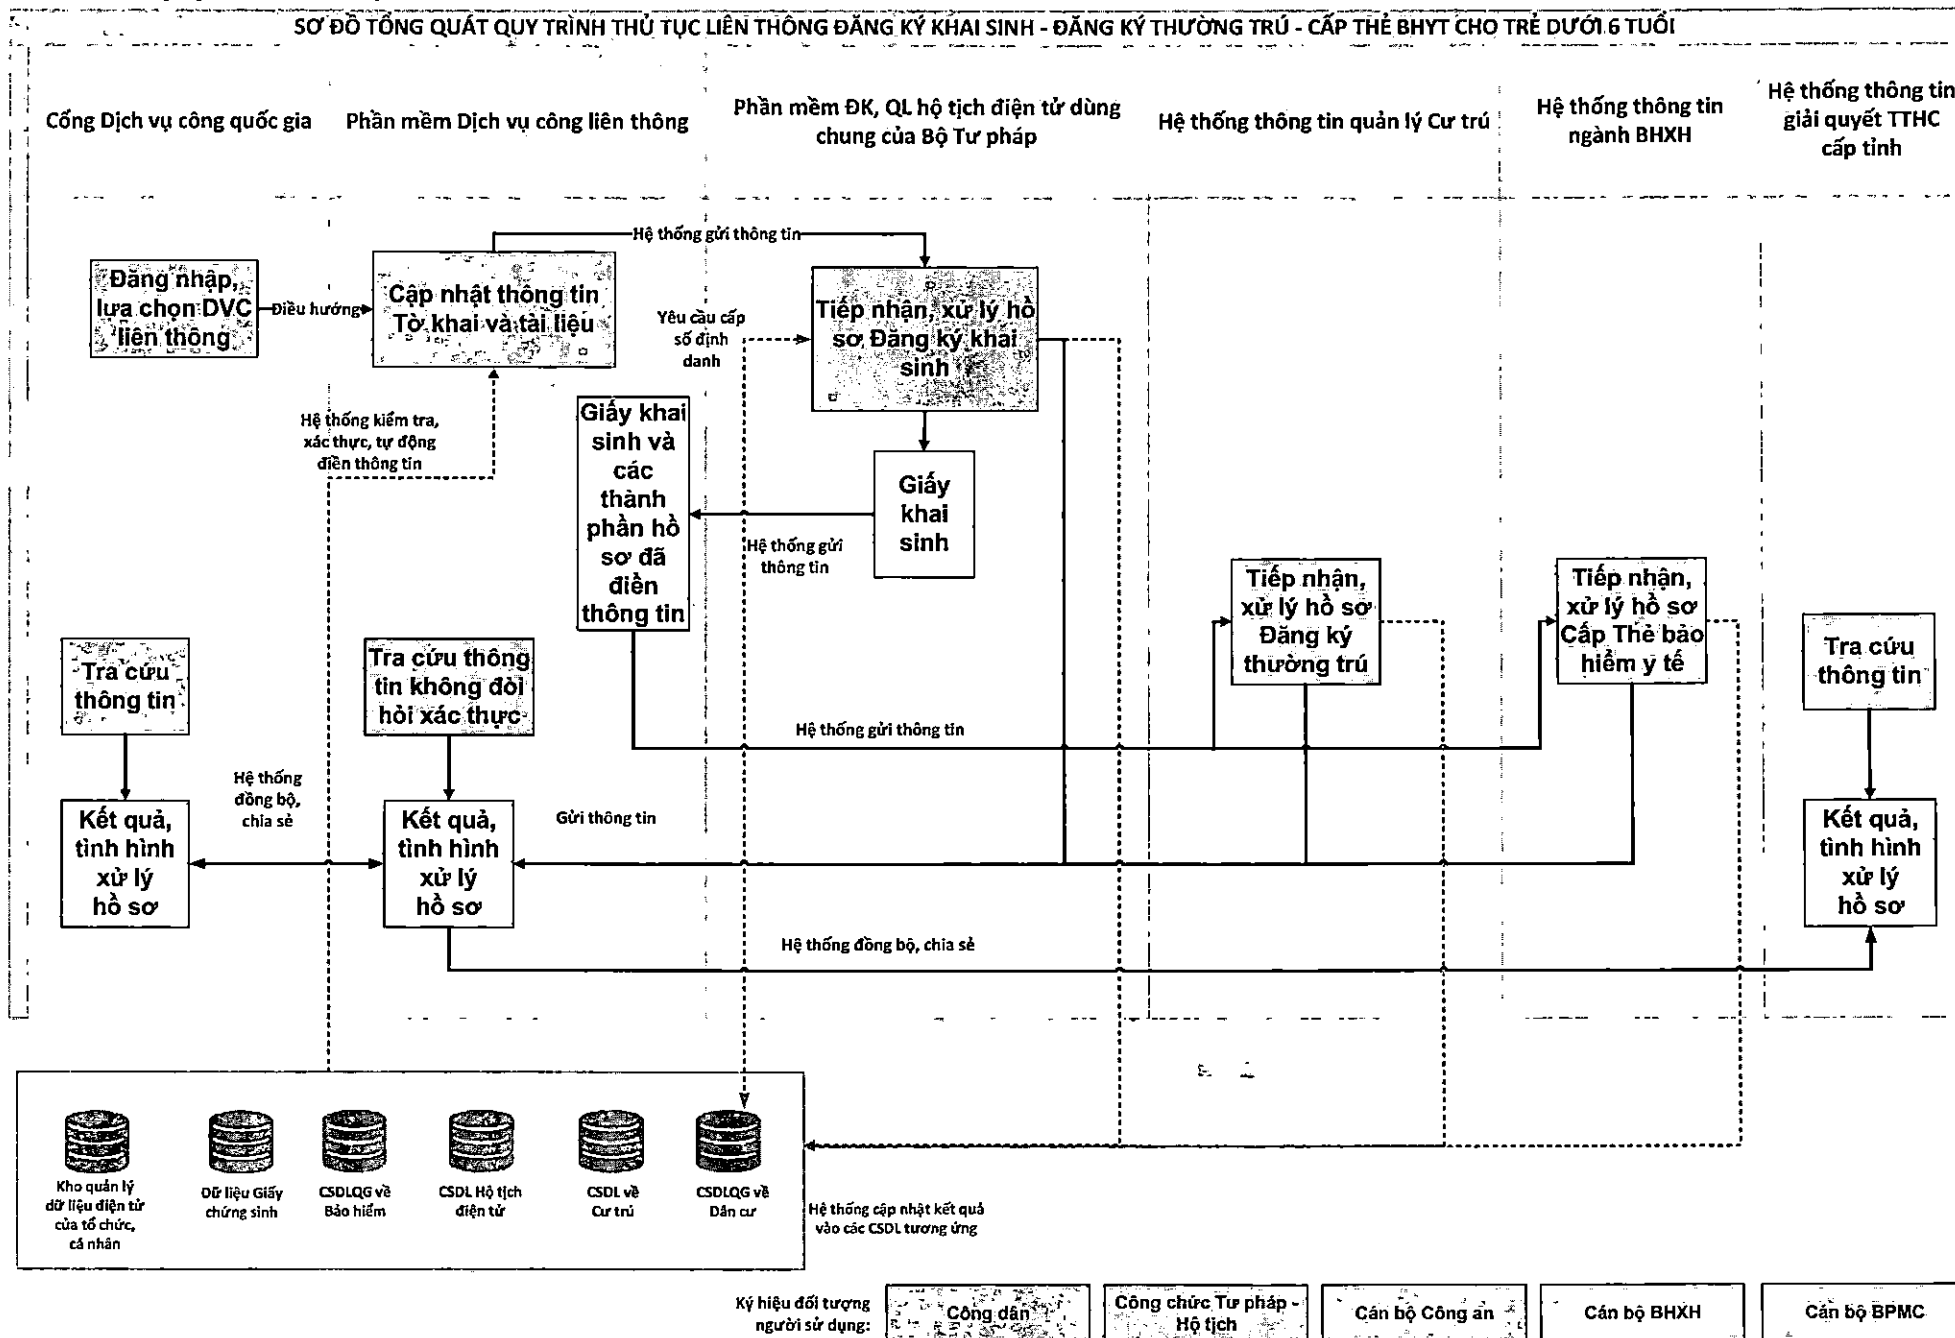 SƠ ĐỒ TỔNG QUÁT QUY TRÌNH THỦ TỤC LIÊN THÔNG ĐĂNG KÝ KHAI SINH - ĐĂNG KÝ THƯỜNG TRÚ - CẤP THẺ BHYT CHO TRẺ DƯỚI 6 TUỔI
Cổng Dịch vụ công quốc gia
Phần mềm Dịch vụ công liên thông
Phần mềm ĐK, QL hộ tịch điện tử dùng
chung của Bộ Tư pháp
Hệ thống thông tin quản lý Cư trú
Hệ thống thông tin
ngành BHXH
Hệ thống thông tin
giải quyết TTHC
cấp tỉnh
Hệ thống gửi thông tin
Đăng nhập,
lựa chọn DVC
liên thông
Điều hướng
Cập nhật thông tin
Tờ khai và tài liệu
Yêu cầu cấp
số định
danh
Tiếp nhận, xử lý hồ
sơ Đăng ký khai
sinh
Hệ thống kiểm tra,
xác thực, tự động
điền thông tin
Giấy khai
sinh và
các
thành
phần hồ
sơ đã
điền
thông tin
Giấy
khai
sinh
Hệ thống gửi
thông tin
Tiếp nhận,
xử lý hồ sơ
Đăng ký
thường trú
Tiếp nhận,
xử lý hồ sơ
Cấp Thẻ bảo
hiểm y tế
Tra cứu
thông tin
Tra cứu thông
tin không đòi
hỏi xác thực
Tra cứu
thông tin
Hệ thống gửi thông tin
Hệ thống
đồng bộ,
chia sẻ
Kết quả,
tình hình
xử lý
hồ sơ
Kết quả,
tình hình
xử lý
hồ sơ
Gửi thông tin
Kết quả,
tình hình
xử lý
hồ sơ
Hệ thống đồng bộ, chia sẻ
Kho quản lý
dữ liệu điện tử
của tổ chức,
cá nhân
Dữ liệu Giấy
chứng sinh
CSDLQG về
Bảo hiểm
CSDL Hộ tịch
điện tử
CSDL về
Cư trú
CSDLQG về
Dân cư
Hệ thống cập nhật kết quả
vào các CSDL tương ứng
Ký hiệu đối tượng
người sử dụng:
Công dân
Công chức Tư pháp -
Hộ tịch
Cán bộ Công an
Cán bộ BHXH
Cán bộ BPMC